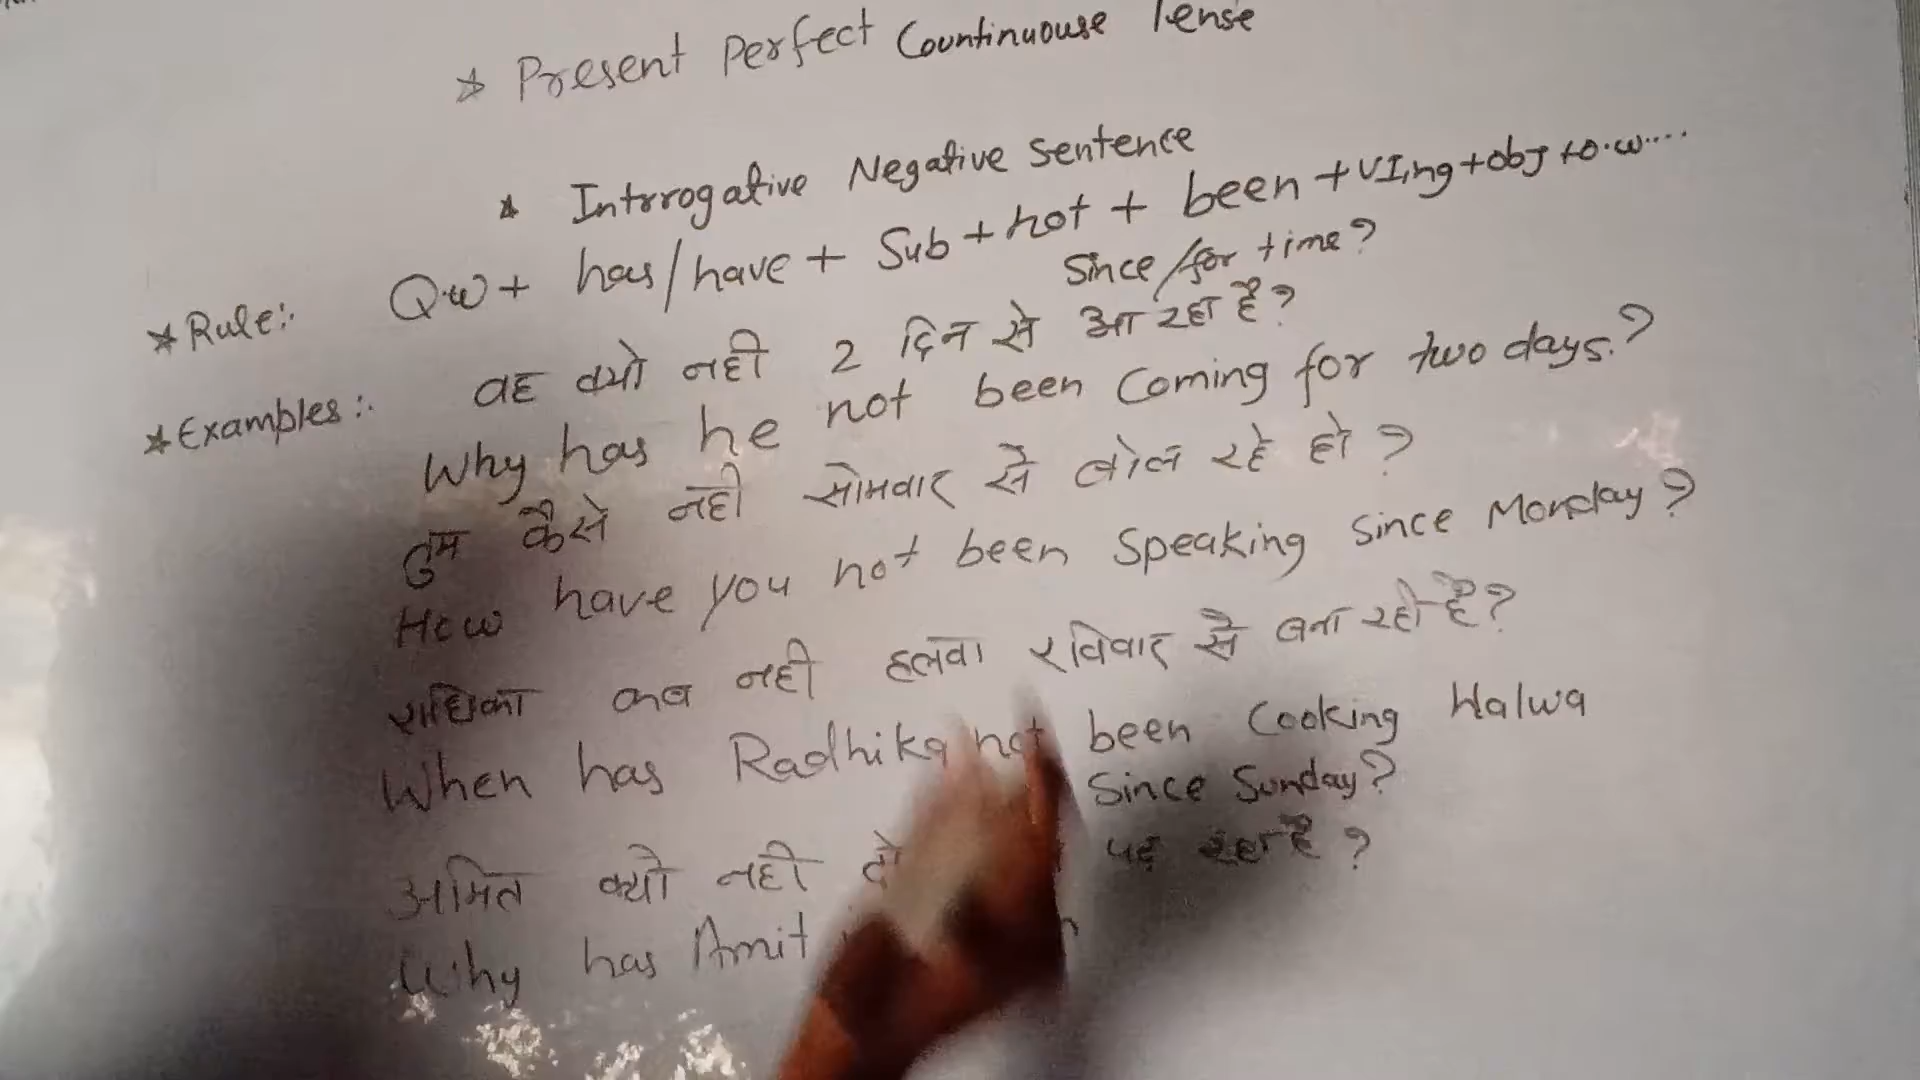 * Present Perfect Countinuouse Tense
* Intrrogative Negative Sentence
*Rule:- Qw + has/have + Sub + not + been + VIing + obj + o.w....
Since/for time?
*Examples:- वह क्यो नही 2 दिन से आ रहा है?
Why has he not been Coming for two days.?
तुम कैसे नही सोमवार से बोल रहे हो?
How have you not been Speaking Since Monday?
राधिका कब नही हलवा रविवार से बना रही है?
When has Radhika not been Cooking Halwa
Since Sunday?
अमित क्यो नही पढ़ रहा है?
Why has Amit